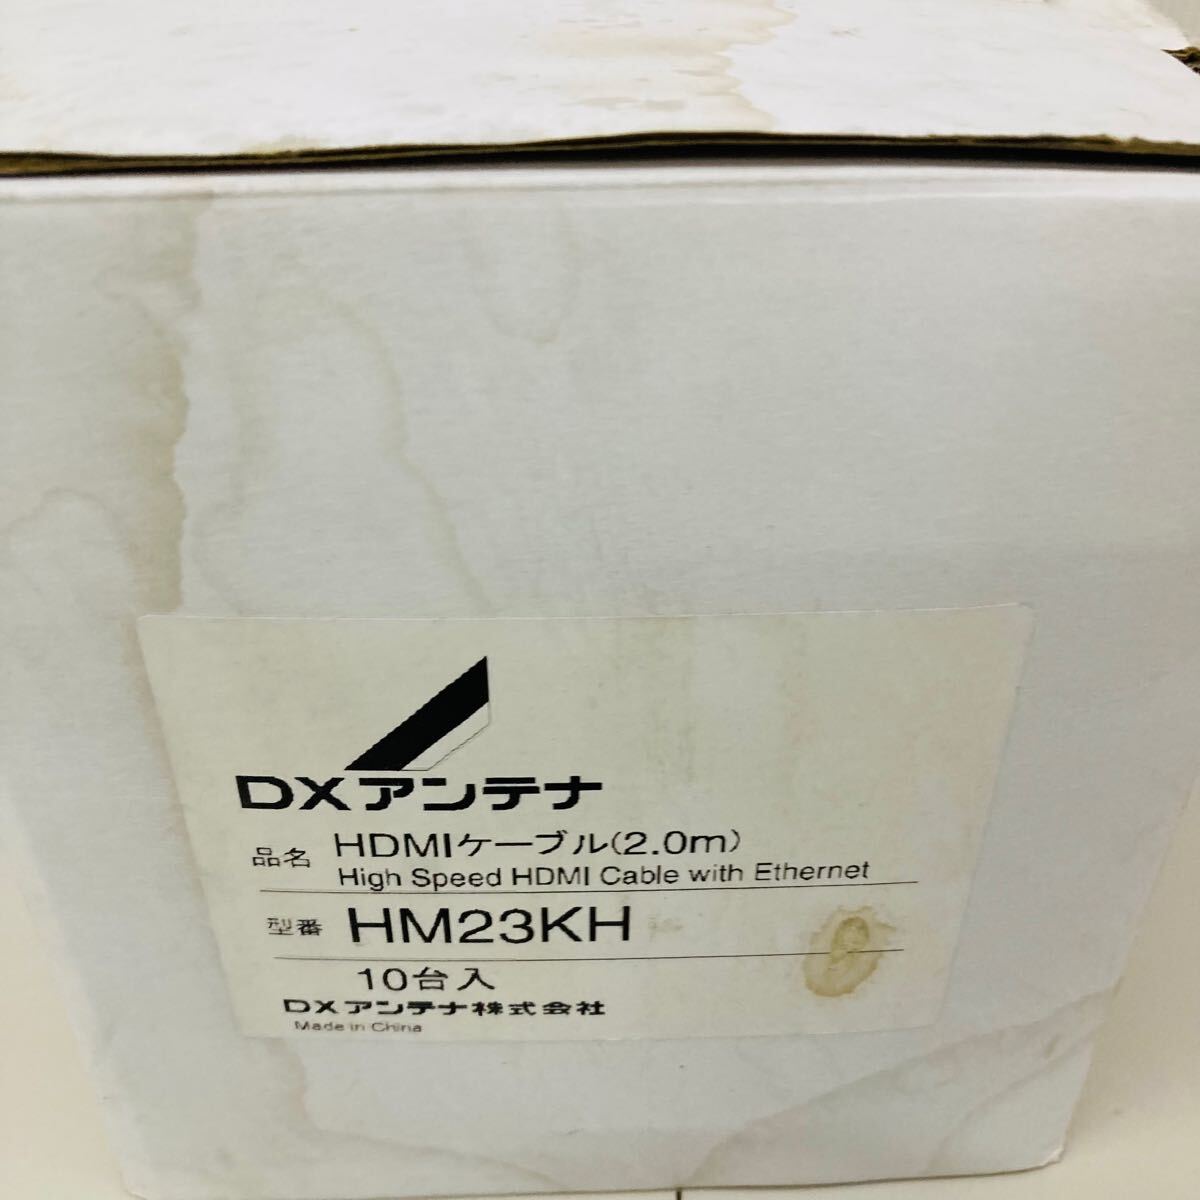 DXアンテナ
品名 HDMIケーブル(2.0m)
High Speed HDMI Cable with Ethernet
型番 HM23KH
10台入
DXアンテナ株式会社
Made in China